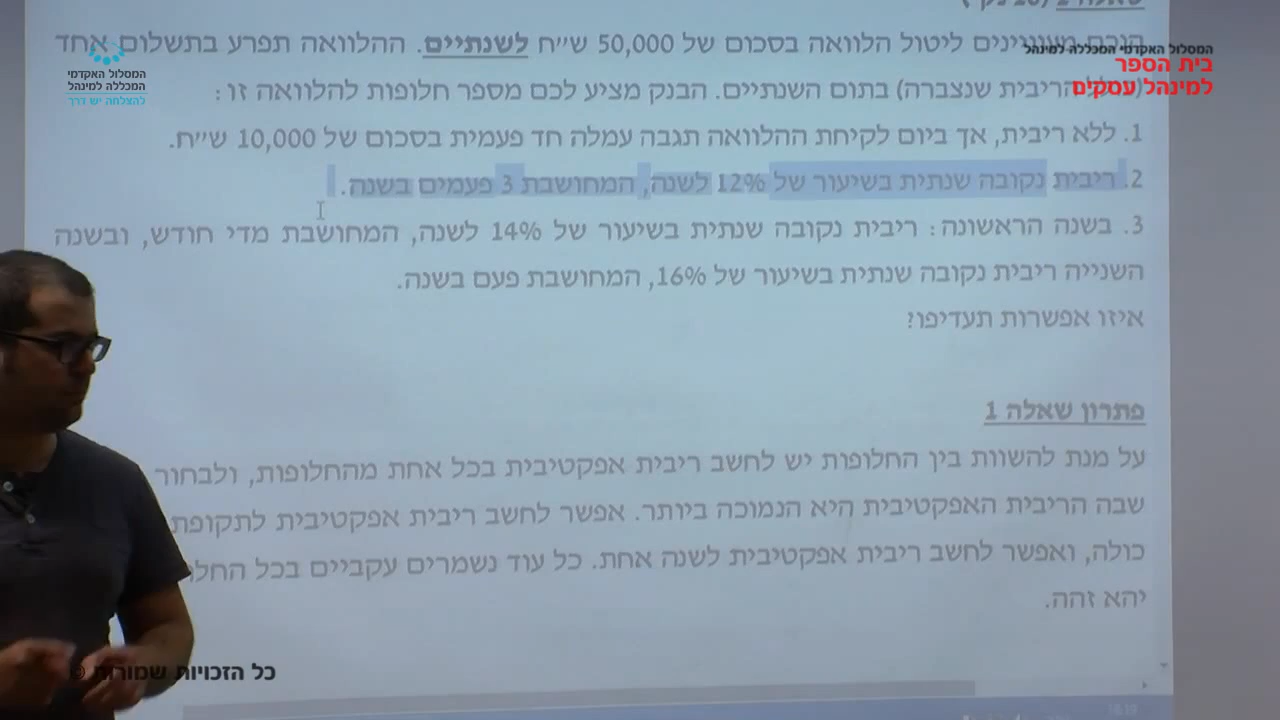 ליטול הלוואה בסכום של 50,000 ש״ח לשנתיים. ההלוואה תפרע בתשלום אחד
המסלול האקדמי המכללה למינהל
בית הספר
למינהל עסקים
המסלול האקדמי
המכללה למינהל
להצלחה יש דרך
הריבית שנצברה) בתום השנתיים. הבנק מציע לכם מספר חלופות להלוואה זו:
1. ללא ריבית, אך ביום לקיחת ההלוואה תגבה עמלה חד פעמית בסכום של 10,000 ש״ח.
2. ריבית נקובה שנתית בשיעור של 12% לשנה, המחושבת 3 פעמים בשנה.
3. בשנה הראשונה: ריבית נקובה שנתית בשיעור של 14% לשנה, המחושבת מדי חודש, ובשנה
השנייה ריבית נקובה שנתית בשיעור של 16%, המחושבת פעם בשנה.
איזו אפשרות תעדיפו?
פתרון שאלה 1
על מנת להשוות בין החלופות יש לחשב ריבית אפקטיבית בכל אחת מהחלופות, ולבחור
שבה הריבית האפקטיבית היא הנמוכה ביותר. אפשר לחשב ריבית אפקטיבית לתקופת
כולה, ואפשר לחשב ריבית אפקטיבית לשנה אחת. כל עוד נשמרים עקביים בכל החלו
יהא זהה.
כל הזכויות שמורות ©